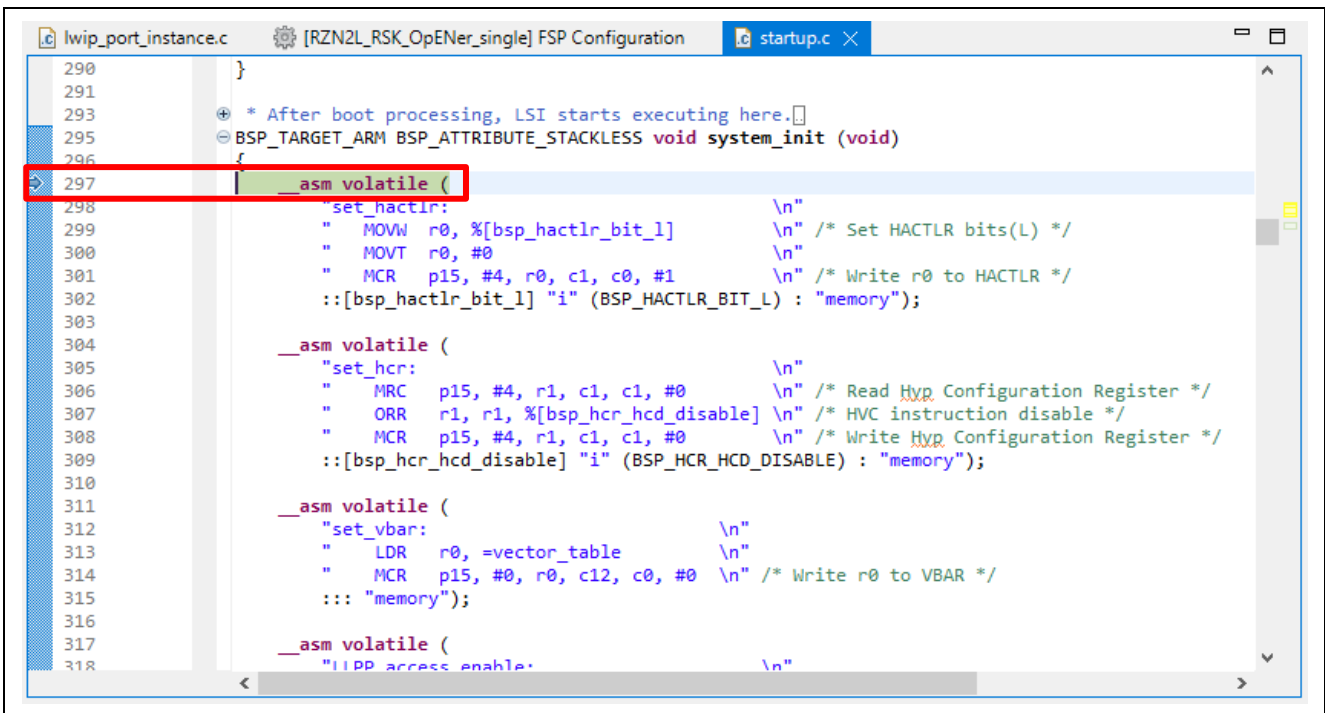 lwip_port_instance.c [RZN2L_RSK_OpENer_single] FSP Configuration startup.c
290 }
291
293 * After boot processing, LSI starts executing here.
295 BSP_TARGET_ARM BSP_ATTRIBUTE_STACKLESS void system_init (void)
296 {
297 __asm volatile (
298 "set_hactlr: \n"
299 " MOVW r0, %[bsp_hactlr_bit_l] \n" /* Set HACTLR bits(L) */
300 " MOVT r0, #0 \n"
301 " MCR p15, #4, r0, c1, c0, #1 \n" /* Write r0 to HACTLR */
302 ::[bsp_hactlr_bit_l] "i" (BSP_HACTLR_BIT_L) : "memory");
303
304 __asm volatile (
305 "set_hcr: \n"
306 " MRC p15, #4, r1, c1, c1, #0 \n" /* Read Hyp Configuration Register */
307 " ORR r1, r1, %[bsp_hcr_hcd_disable] \n" /* HVC instruction disable */
308 " MCR p15, #4, r1, c1, c1, #0 \n" /* Write Hyp Configuration Register */
309 ::[bsp_hcr_hcd_disable] "i" (BSP_HCR_HCD_DISABLE) : "memory");
310
311 __asm volatile (
312 "set_vbar: \n"
313 " LDR r0, =vector_table \n"
314 " MCR p15, #0, r0, c12, c0, #0 \n" /* Write r0 to VBAR */
315 ::: "memory");
316
317 __asm volatile (
318 "LLPP_access_enable: \n"